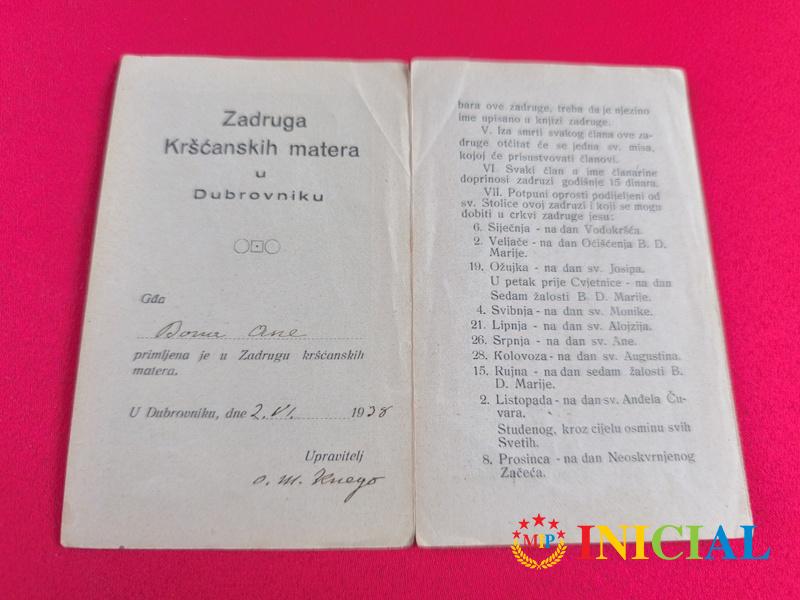 Zadruga
Kršćanskih matera
u
Dubrovniku
Gđa
Bona Ane
primljena je u Zadrugu kršćanskih
matera.
U Dubrovniku, dne 2. VI. 1938
Upravitelj
o. M. Knego
bara ove zadruge, treba da je njezino
ime upisano u knjizi zadruge.
V. Iza smrti svakog člana ove za-
druge otčitat će se jedna sv. misa,
kojoj će prisustvovati članovi.
VI. Svaki član u ime članarine
doprinosi zadruzi godišnje 15 dinara.
VII. Potpuni oprosti podijeljeni od
sv. Stolice ovoj zadruzi i koji se mogu
dobiti u crkvi zadruge jesu:
6. Siječnja - na dan Vodokršća.
2. Veljače - na dan Očišćenja B. D.
Marije.
19. Ožujka - na dan sv. Josipa.
U petak prije Cvjetnice - na dan
Sedam žalosti B. D. Marije.
4. Svibnja - na dan sv. Monike.
21. Lipnja - na dan sv. Alojzija.
26. Srpnja - na dan sv. Ane.
28. Kolovoza - na dan sv. Augustina.
15. Rujna - na dan sedam žalosti B.
D. Marije.
2. Listopada - na dan sv. Anđela Ču-
vara.
Studenog, kroz cijelu osminu svih
Svetih.
8. Prosinca - na dan Neoskvrnjenog
Začeća.
MIP INICIAL